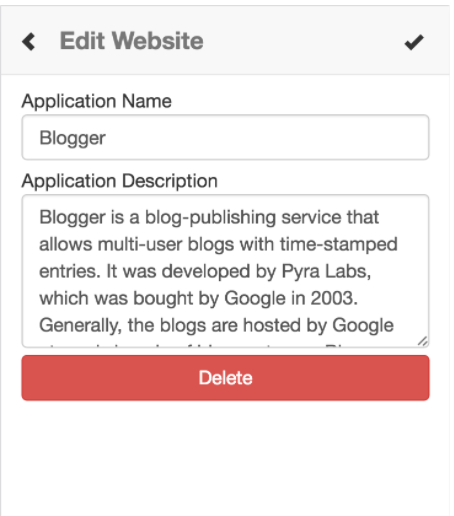 Edit Website
Application Name
Blogger
Application Description
Blogger is a blog-publishing service that
allows multi-user blogs with time-stamped
entries. It was developed by Pyra Labs,
which was bought by Google in 2003.
Generally, the blogs are hosted by Google
Delete